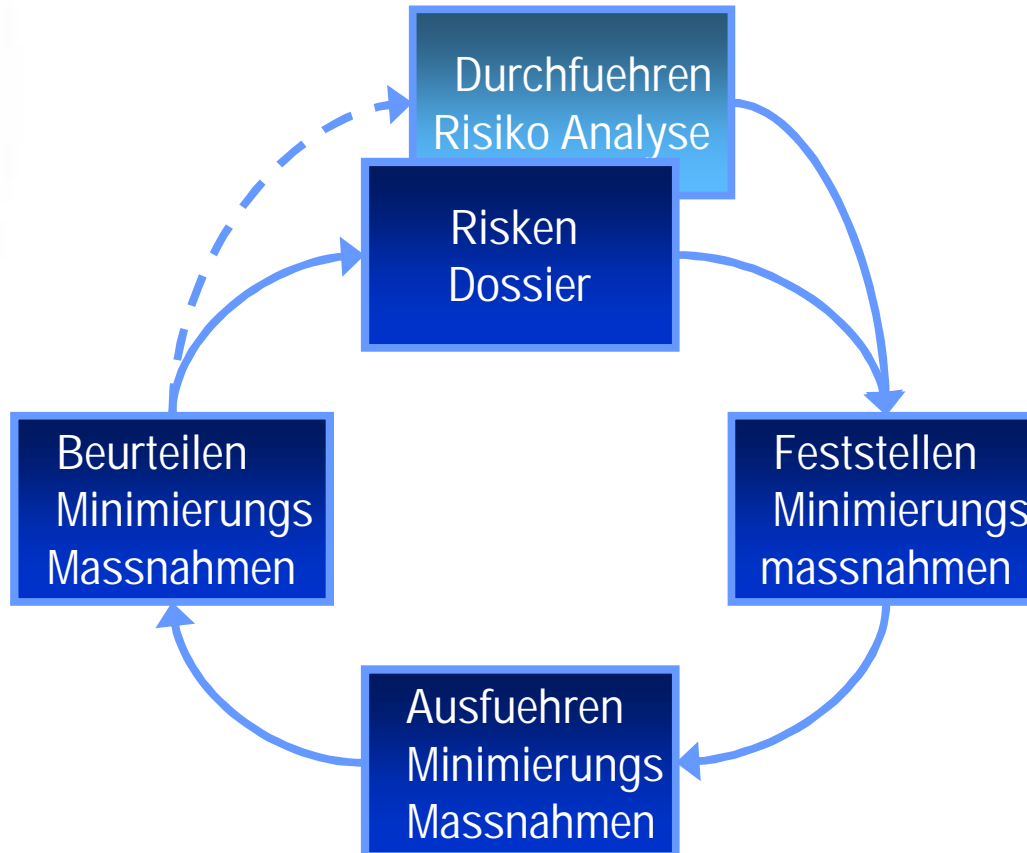 Durchfuehren
Risiko Analyse
Risken
Dossier
Beurteilen
Minimierungs
Massnahmen
Feststellen
Minimierungs
massnahmen
Ausfuehren
Minimierungs
Massnahmen